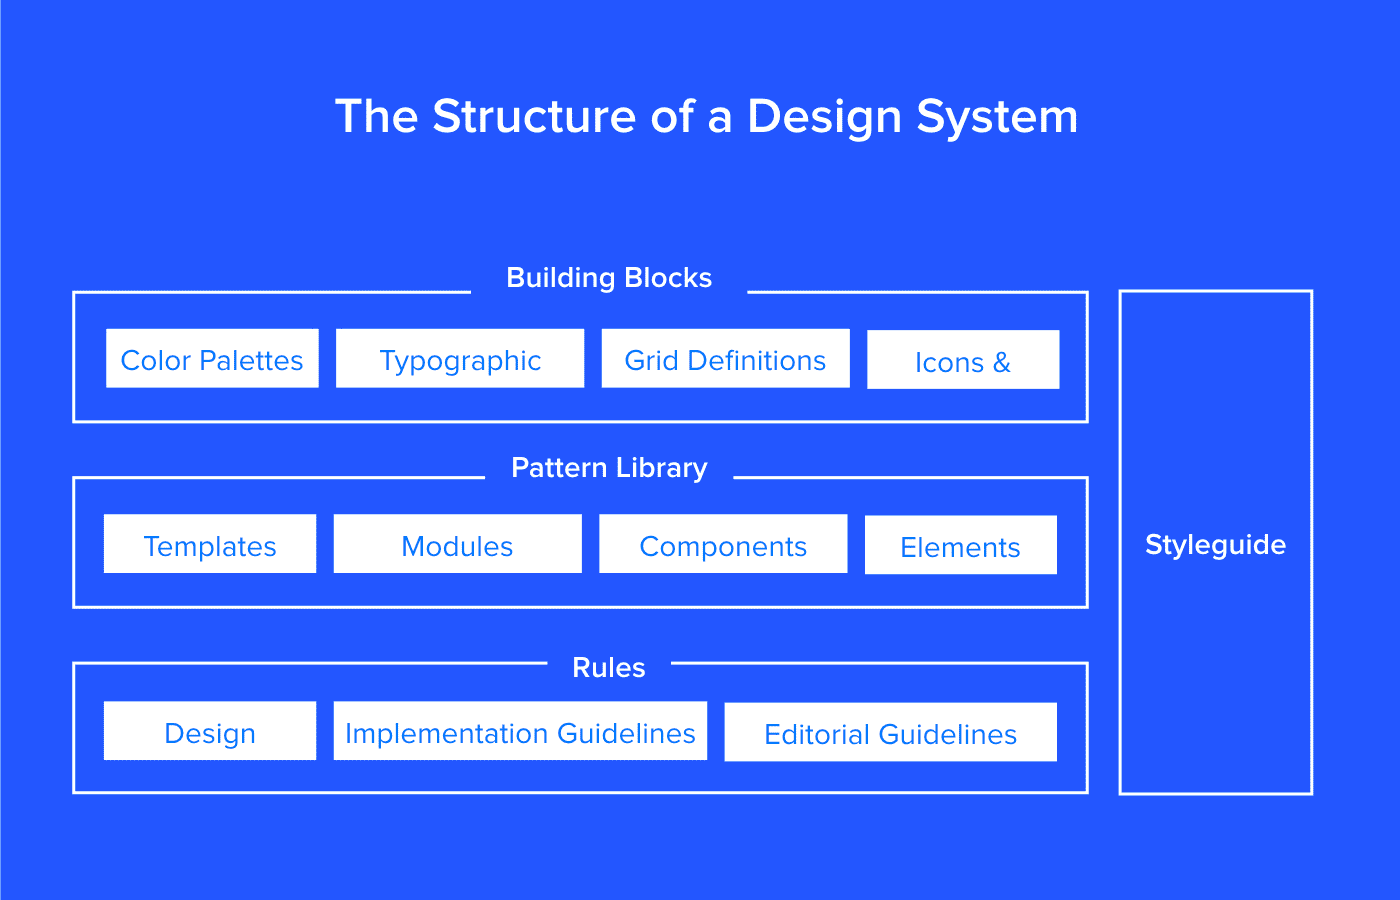 The Structure of a Design System
Building Blocks
Color Palettes
Typographic
Grid Definitions
Icons &
Pattern Library
Templates
Modules
Components
Elements
Rules
Design
Implementation Guidelines
Editorial Guidelines
Styleguide